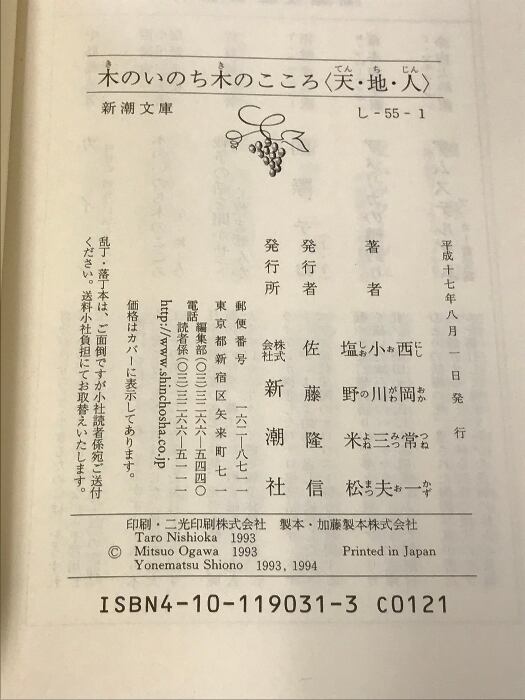 木のいのち木のこころ〈天・地・人〉
新潮文庫
し-55-1
平成十七年八月一日発行
著者
西岡常一
小川三夫
塩野米松
発行者
佐藤隆信
発行所
株式会社
新潮社
郵便番号 一六二-八七一一
東京都新宿区矢来町七一
電話
編集部(〇三)三二六六-五四四〇
読者係(〇三)三二六六-五一一一
http://www.shinchosha.co.jp
価格はカバーに表示してあります。
乱丁・落丁本は、ご面倒ですが小社読者係宛ご送付
ください。送料小社負担にてお取替えいたします。
印刷・二光印刷株式会社 製本・加藤製本株式会社
Taro Nishioka 1993
© Mitsuo Ogawa 1993 Printed in Japan
Yonematsu Shiono 1993, 1994
ISBN4-10-119031-3 C0121